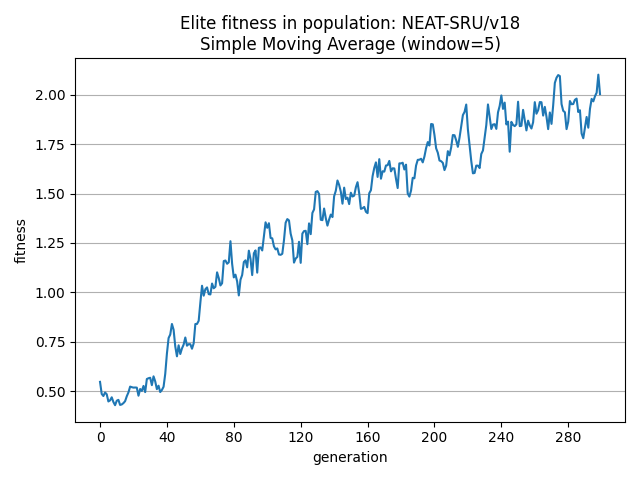 Elite fitness in population: NEAT-SRU/v18
Simple Moving Average (window=5)
fitness
2.00
1.75
1.50
1.25
1.00
0.75
0.50
0 40 80 120 160 200 240 280
generation